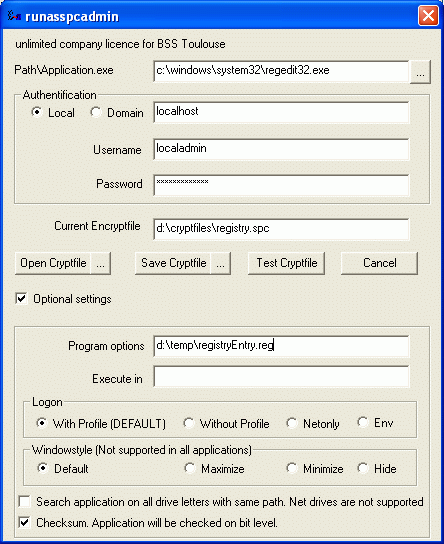 runasspcadmin
unlimited company licence for BSS Toulouse
Path\Application.exe c:\windows\system32\regedit32.exe ...
Authentification
Local Domain localhost
Username localadmin
Password xxxxxxxxxxxxx
Current Encryptfile d:\cryptfiles\registry.spc
Open Cryptfile ... Save Cryptfile ... Test Cryptfile Cancel
Optional settings
Program options d:\temp\registryEntry.reg
Execute in
Logon
With Profile (DEFAULT) Without Profile Netonly Env
Windowstyle (Not supported in all applications)
Default Maximize Minimize Hide
Search application on all drive letters with same path. Net drives are not supported
Checksum. Application will be checked on bit level.